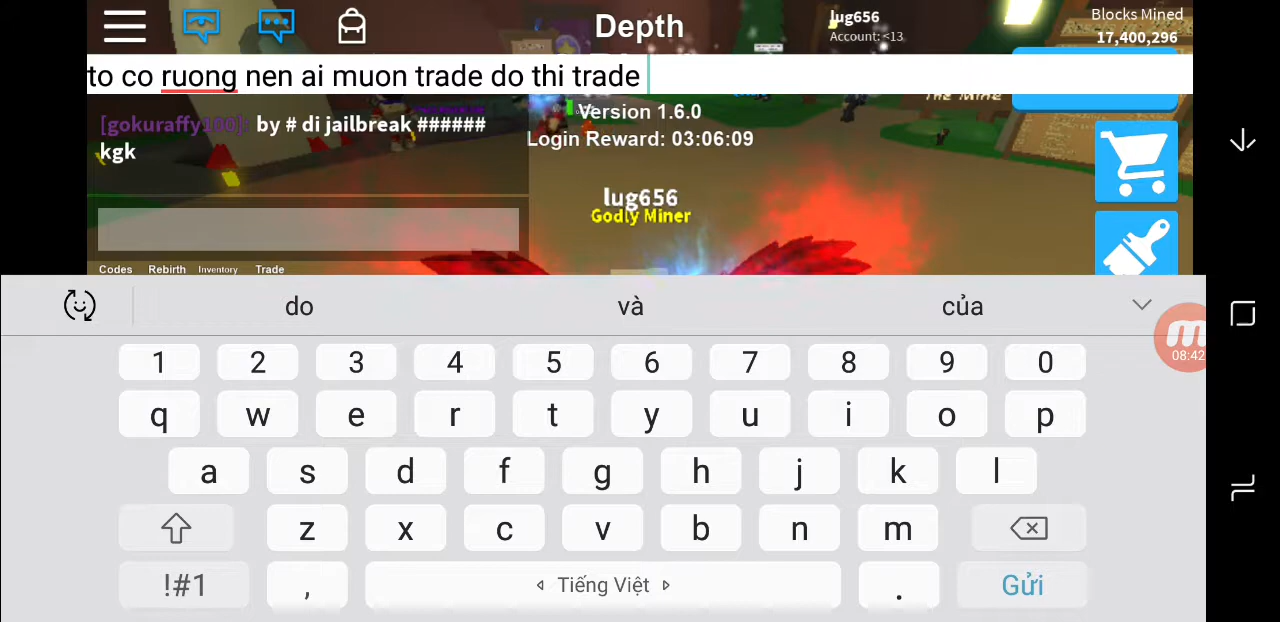 Depth
lug656
Account: <13
Blocks Mined
17,400,296
to co ruong nen ai muon trade do thi trade
The Mine
[gokuraffy100]: by # di jailbreak ######
kgk
Version 1.6.0
Login Reward: 03:06:09
lug656
Godly Miner
Codes Rebirth Inventory Trade
do và của
08:42
1 2 3 4 5 6 7 8 9 0
q w e r t y u i o p
a s d f g h j k l
z x c v b n m
!#1 , Tiếng Việt . Gửi